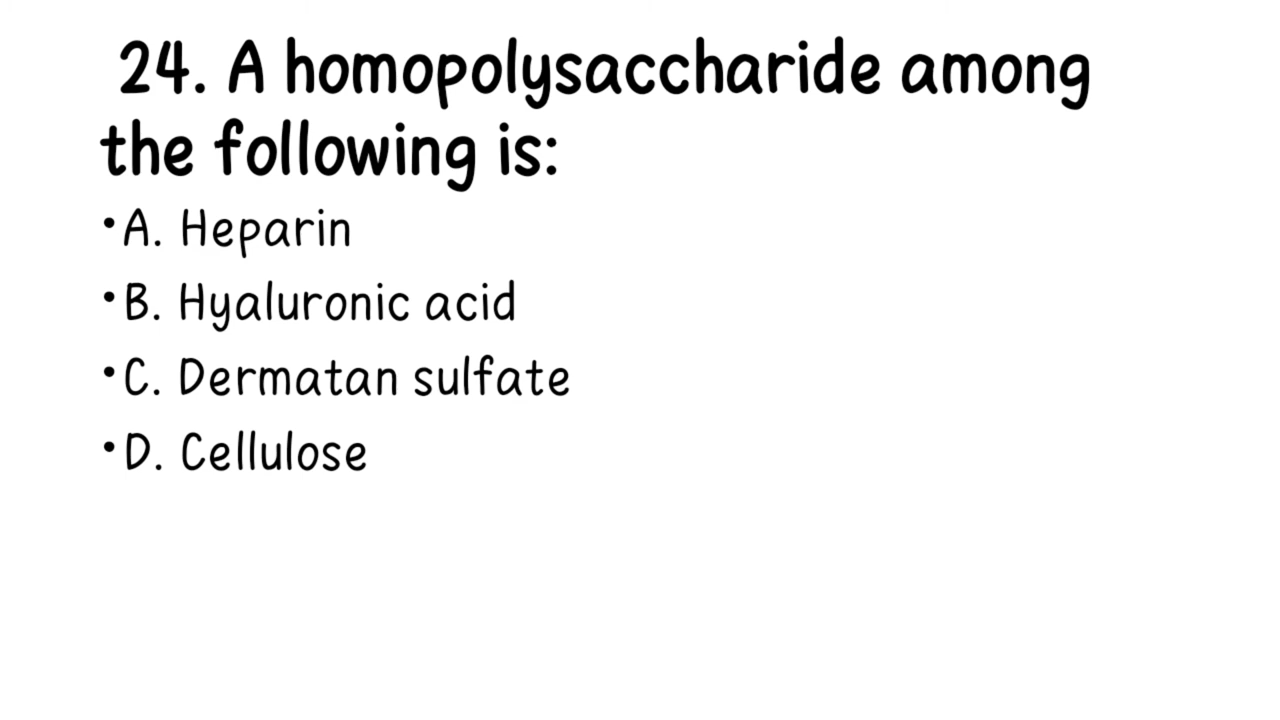 24. A homopolysaccharide among
the following is:
•A. Heparin
•B. Hyaluronic acid
•C. Dermatan sulfate
•D. Cellulose